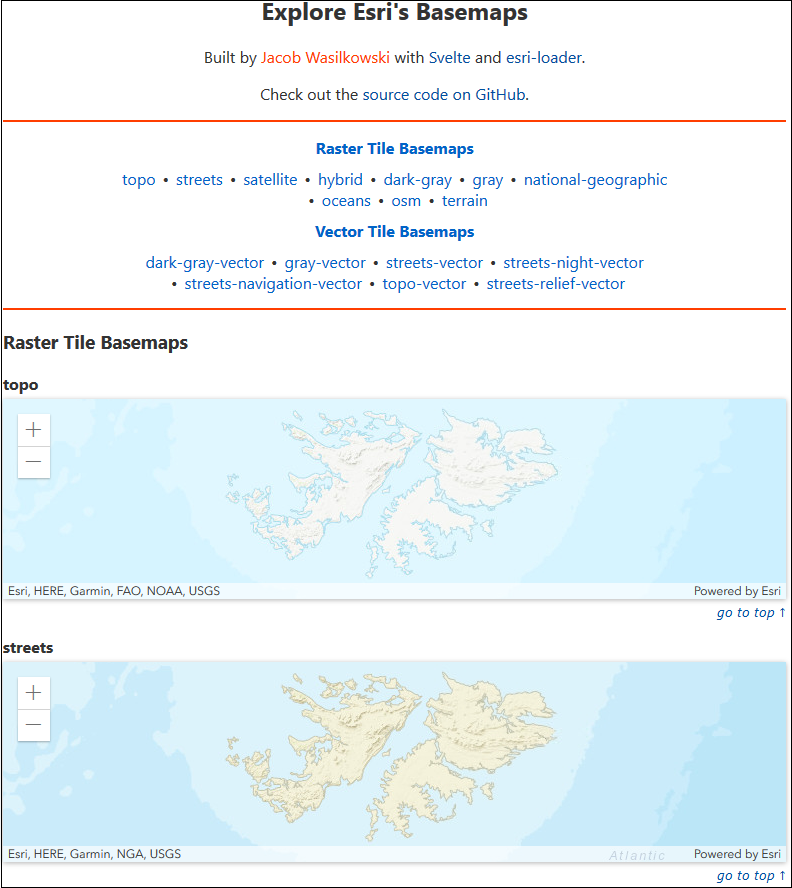 Explore Esri's Basemaps
Built by Jacob Wasilkowski with Svelte and esri-loader.
Check out the source code on GitHub.
Raster Tile Basemaps
topo • streets • satellite • hybrid • dark-gray • gray • national-geographic
• oceans • osm • terrain
Vector Tile Basemaps
dark-gray-vector • gray-vector • streets-vector • streets-night-vector
• streets-navigation-vector • topo-vector • streets-relief-vector
Raster Tile Basemaps
topo
+
−
Esri, HERE, Garmin, FAO, NOAA, USGS Powered by Esri
go to top ↑
streets
+
−
Atlantic
Esri, HERE, Garmin, NGA, USGS Powered by Esri
go to top ↑